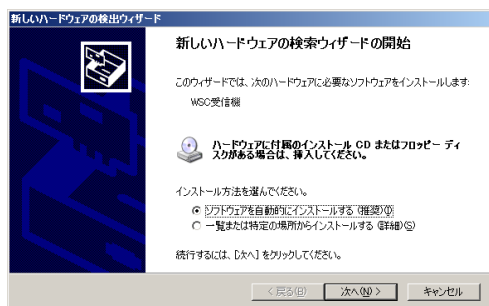 新しいハードウェアの検出ウィザード
新しいハードウェアの検索ウィザードの開始
このウィザードでは、次のハードウェアに必要なソフトウェアをインストールします:
WSC受信機
ハードウェアに付属のインストール CD またはフロッピー ディ
スクがある場合は、挿入してください。
インストール方法を選んでください。
ソフトウェアを自動的にインストールする (推奨)(I)
一覧または特定の場所からインストールする (詳細)(S)
続行するには、[次へ] をクリックしてください。
< 戻る(B)
次へ(N) >
キャンセル